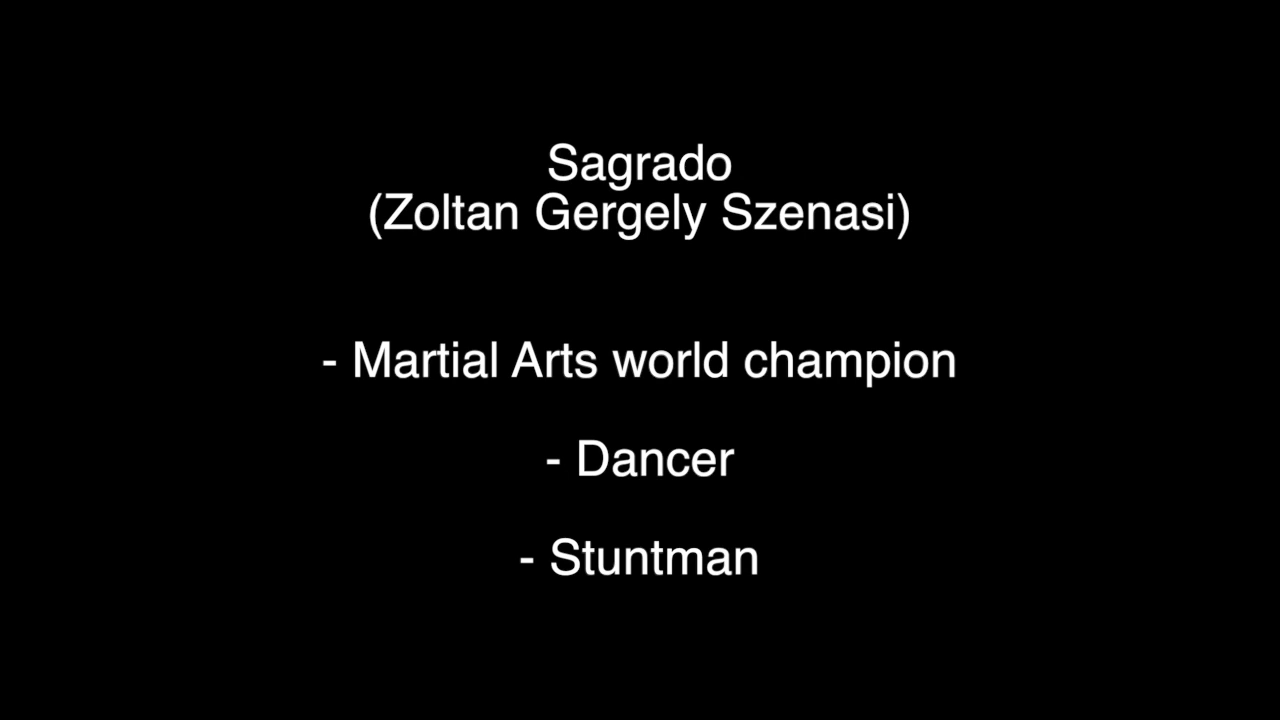 Sagrado
(Zoltan Gergely Szenasi)
- Martial Arts world champion
- Dancer
- Stuntman